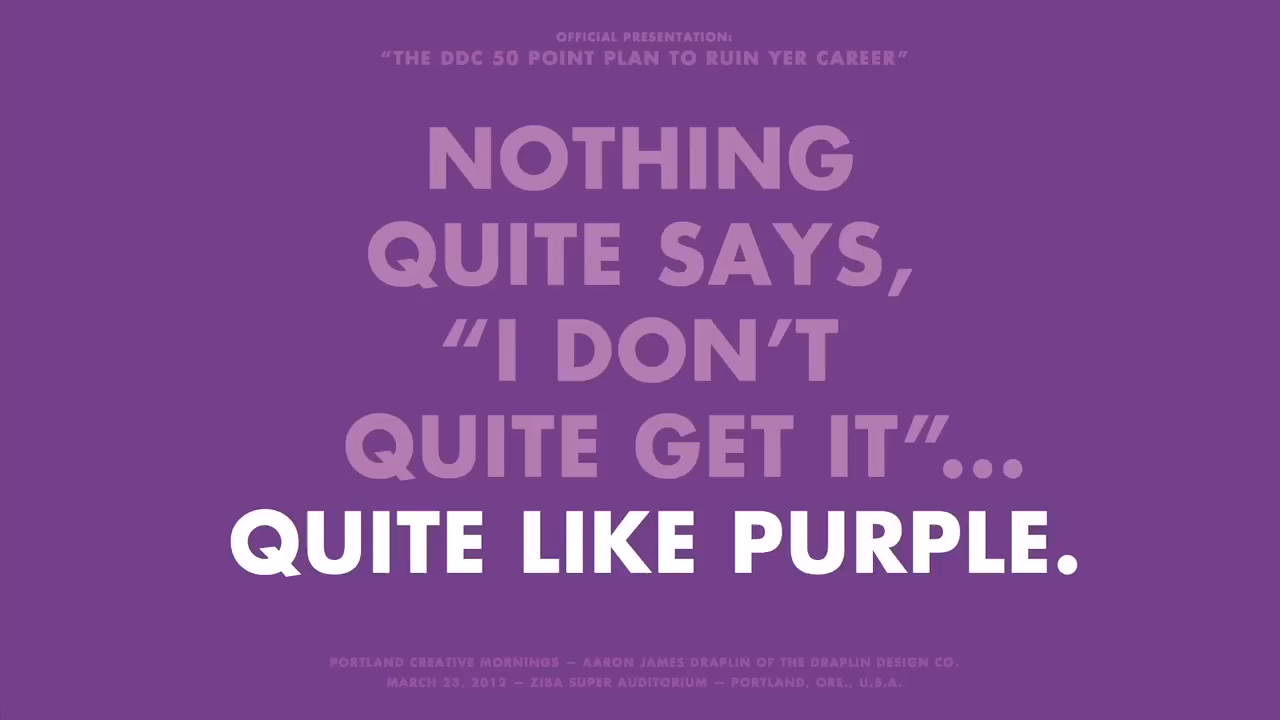 OFFICIAL PRESENTATION:
“THE DDC 50 POINT PLAN TO RUIN YER CAREER”
NOTHING
QUITE SAYS,
“I DON’T
QUITE GET IT”...
QUITE LIKE PURPLE.
PORTLAND CREATIVE MORNINGS — AARON JAMES DRAPLIN OF THE DRAPLIN DESIGN CO.
MARCH 23, 2012 — ZIBA SUPER AUDITORIUM — PORTLAND, ORE., U.S.A.